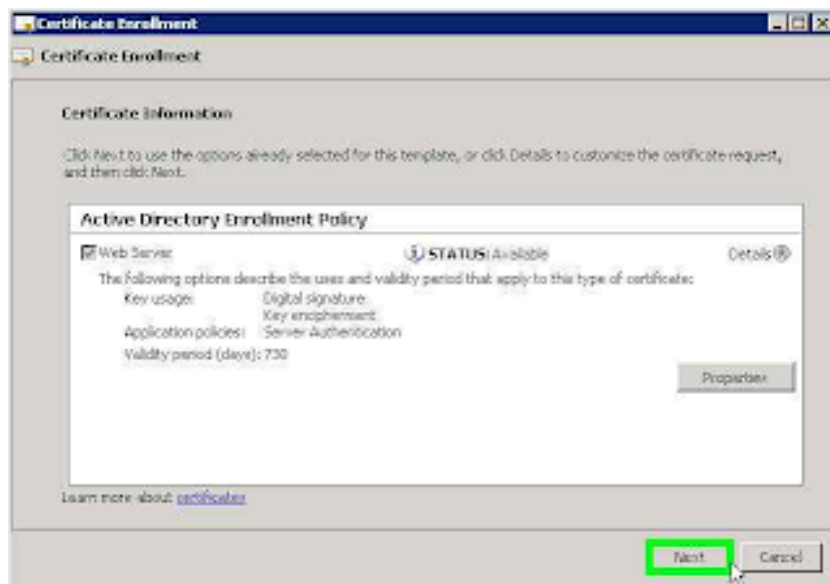 Certificate Enrollment
Certificate Enrollment
Certificate Information
Click Next to use the options already selected for this template, or click Details to customize the certificate request,
and then click Next.
Active Directory Enrollment Policy
Web Server STATUS: Available Details
The following options describe the uses and validity period that apply to this type of certificate:
Key usage: Digital signature
Key encipherment
Application policies: Server Authentication
Validity period (days): 730
Properties
Learn more about certificates
Next Cancel